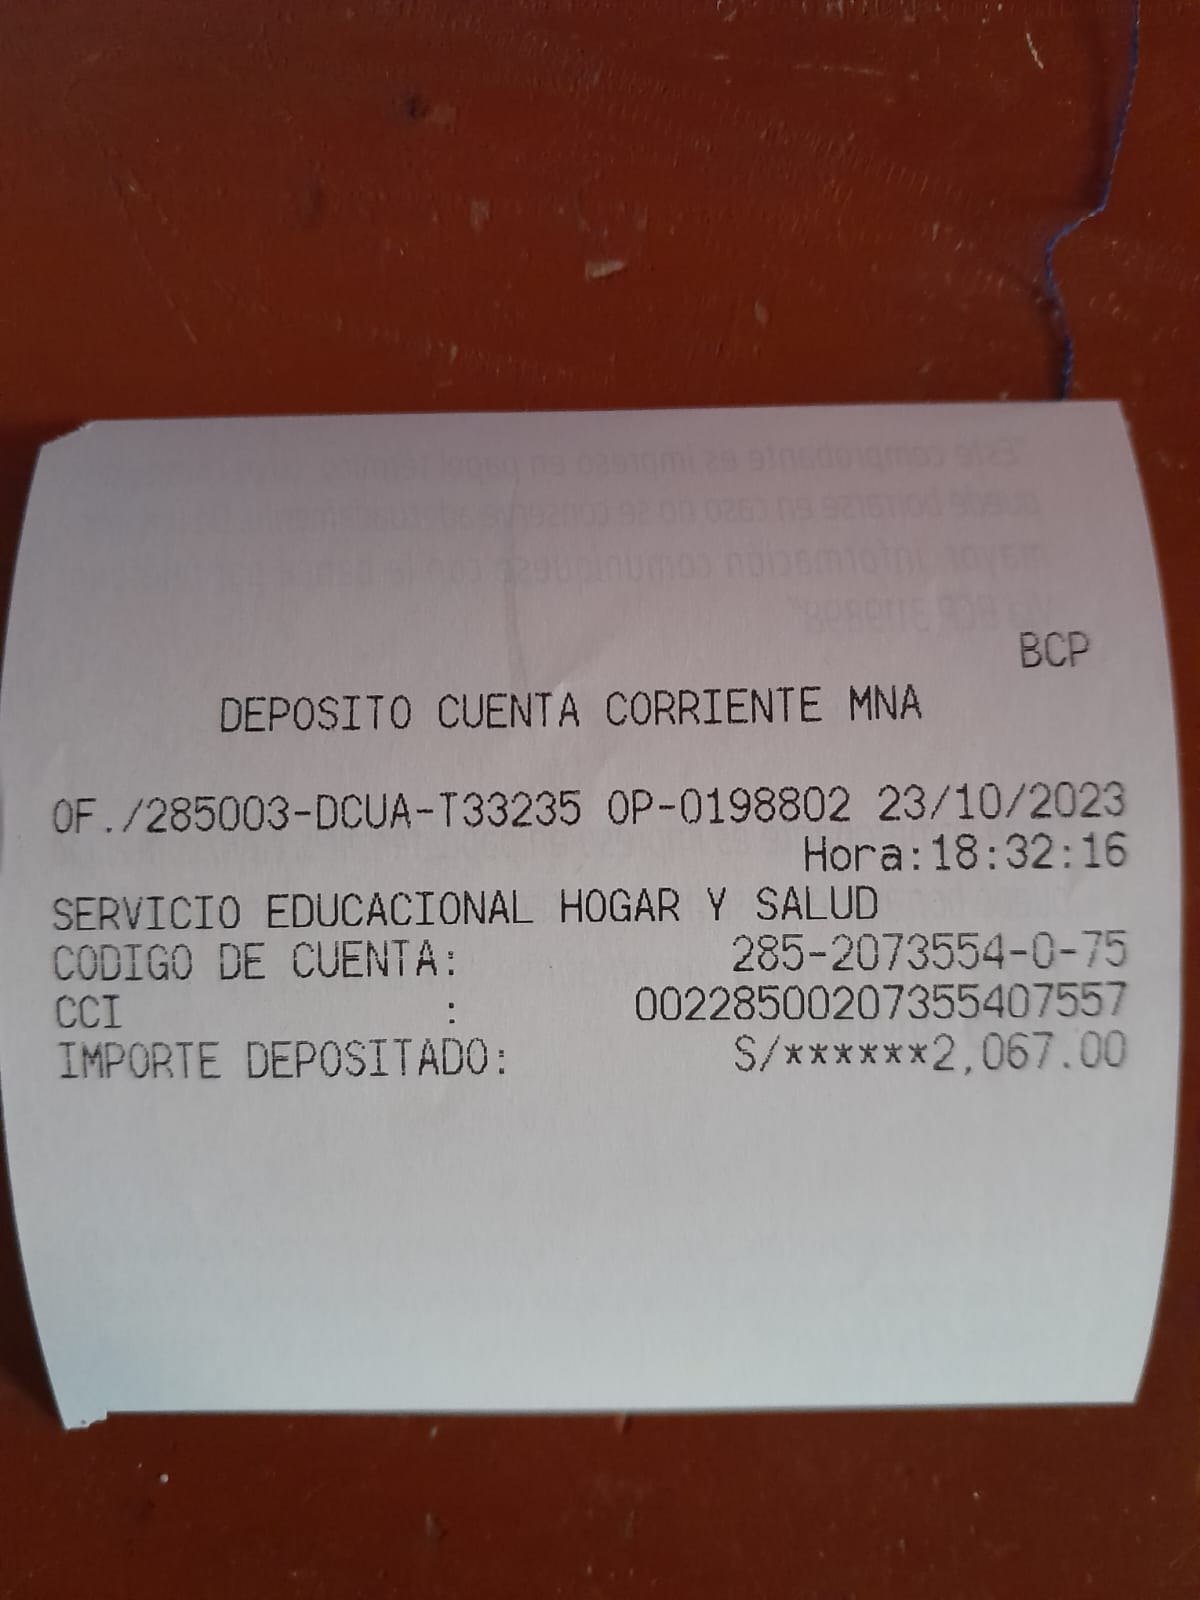 BCP
DEPOSITO CUENTA CORRIENTE MNA
OF./285003-DCUA-T33235 OP-0198802 23/10/2023
Hora:18:32:16
SERVICIO EDUCACIONAL HOGAR Y SALUD
CODIGO DE CUENTA: 285-2073554-0-75
CCI : 00228500207355407557
IMPORTE DEPOSITADO: S/******2,067.00